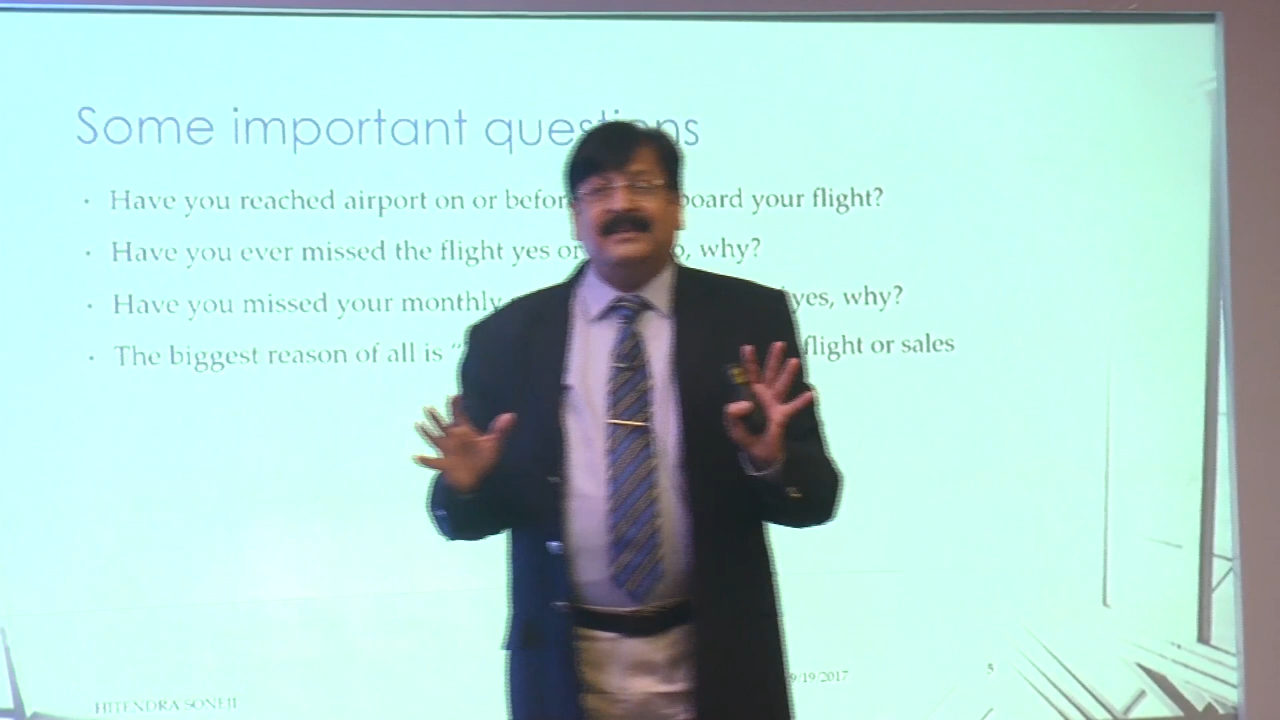 Some important questions
Have you reached airport on or before board your flight?
Have you ever missed the flight yes or no, why?
Have you missed your monthly yes, why?
The biggest reason of all is “ flight or sales
HITENDRA SONEJI
9/19/2017
5